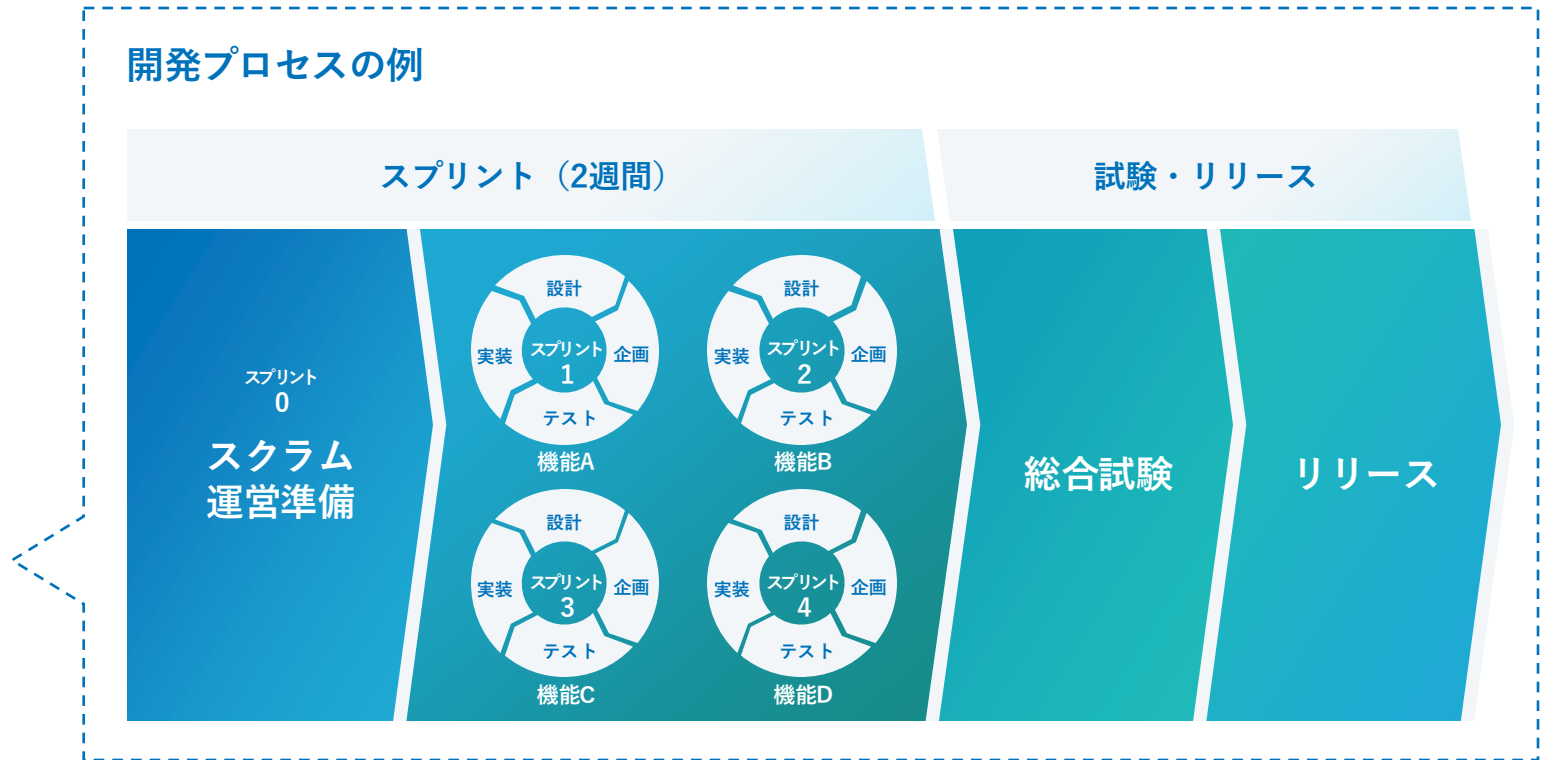 開発プロセスの例
スプリント（2週間）
試験・リリース
スプリント
0
スクラム
運営準備
設計
実装
スプリント
1
企画
テスト
機能A
設計
実装
スプリント
2
企画
テスト
機能B
設計
実装
スプリント
3
企画
テスト
機能C
設計
実装
スプリント
4
企画
テスト
機能D
総合試験
リリース